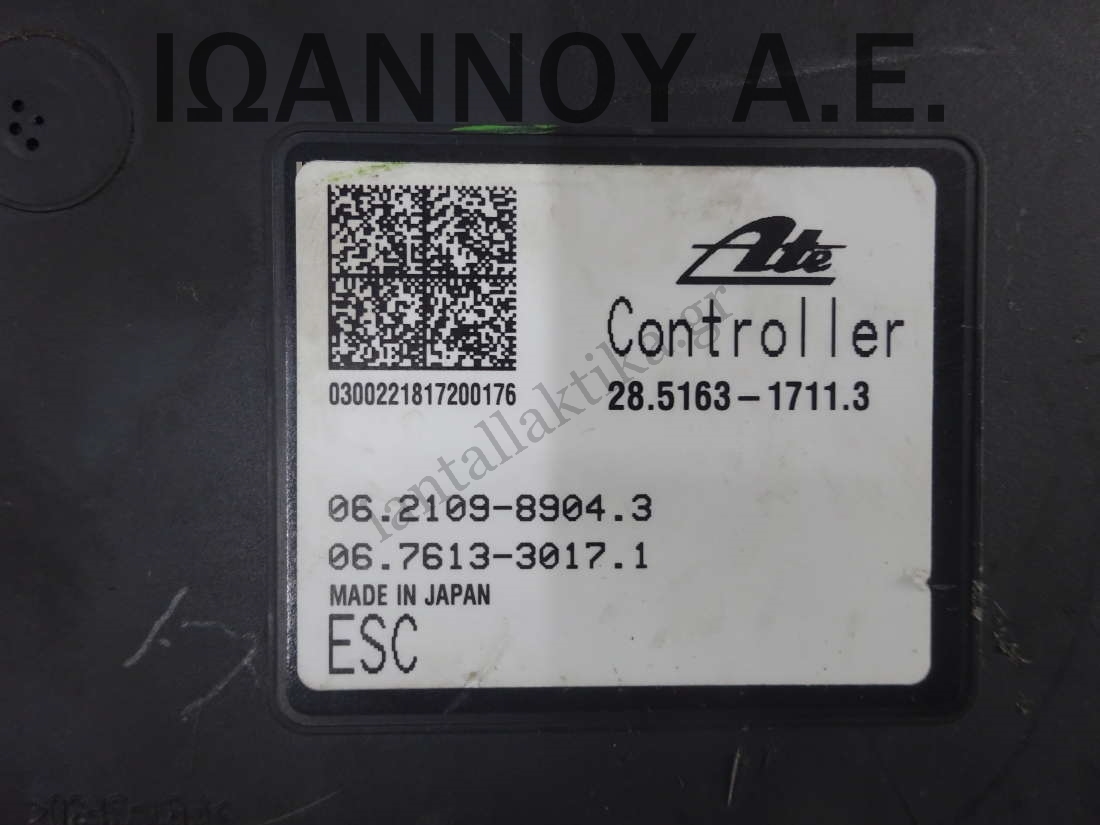 ΙΩΑΝΝΟΥ Α.Ε.
Ate
Controller
0300221817200176
28.5163-1711.3
iantallaktika.gr
06.2109-8904.3
06.7613-3017.1
MADE IN JAPAN
ESC